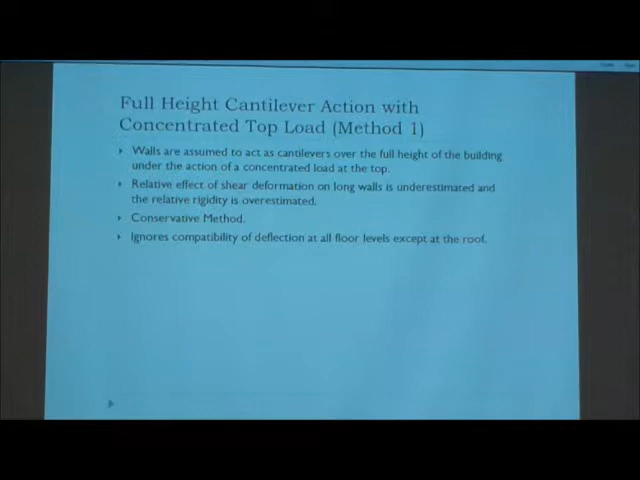 Full Height Cantilever Action with
Concentrated Top Load (Method 1)
Walls are assumed to act as cantilevers over the full height of the building
under the action of a concentrated load at the top.
Relative effect of shear deformation on long walls is underestimated and
the relative rigidity is overestimated.
Conservative Method.
Ignores compatibility of deflection at all floor levels except at the roof.